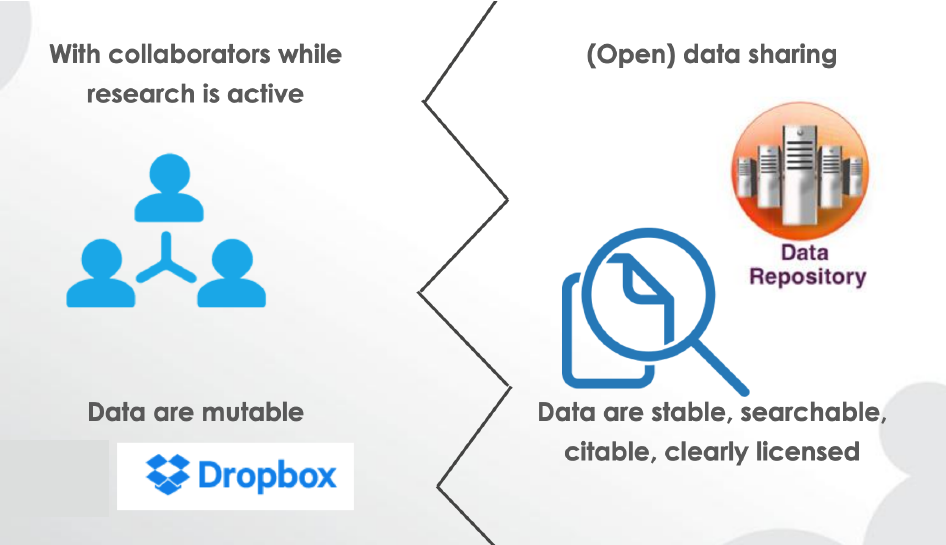 With collaborators while
research is active
Data are mutable
Dropbox
(Open) data sharing
Data
Repository
Data are stable, searchable,
citable, clearly licensed